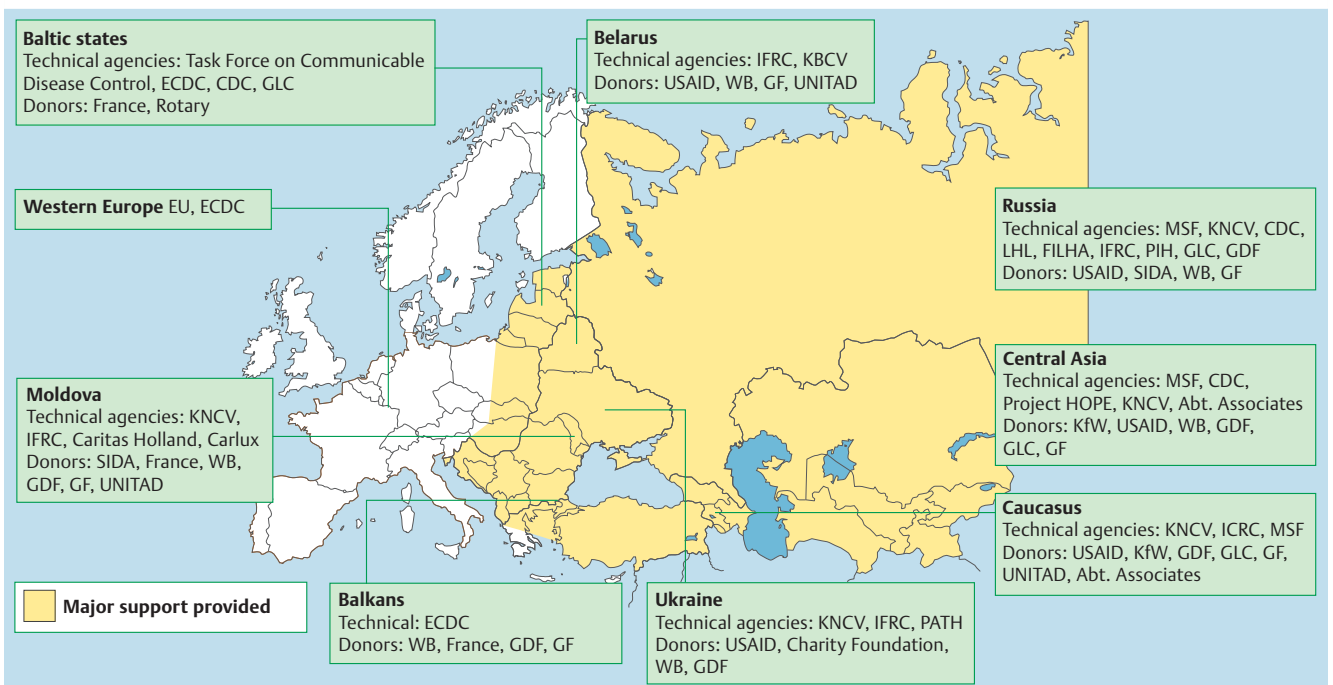 Baltic states
Technical agencies: Task Force on Communicable
Disease Control, ECDC, CDC, GLC
Donors: France, Rotary
Belarus
Technical agencies: IFRC, KBCV
Donors: USAID, WB, GF, UNITAD
Western Europe EU, ECDC
Russia
Technical agencies: MSF, KNCV, CDC,
LHL, FILHA, IFRC, PIH, GLC, GDF
Donors: USAID, SIDA, WB, GF
Moldova
Technical agencies: KNCV,
IFRC, Caritas Holland, Carlux
Donors: SIDA, France, WB,
GDF, GF, UNITAD
Central Asia
Technical agencies: MSF, CDC,
Project HOPE, KNCV, Abt. Associates
Donors: KfW, USAID, WB, GDF,
GLC, GF
Caucasus
Technical agencies: KNCV, ICRC, MSF
Donors: USAID, KfW, GDF, GLC, GF,
UNITAD, Abt. Associates
Major support provided
Balkans
Technical: ECDC
Donors: WB, France, GDF, GF
Ukraine
Technical agencies: KNCV, IFRC, PATH
Donors: USAID, Charity Foundation,
WB, GDF